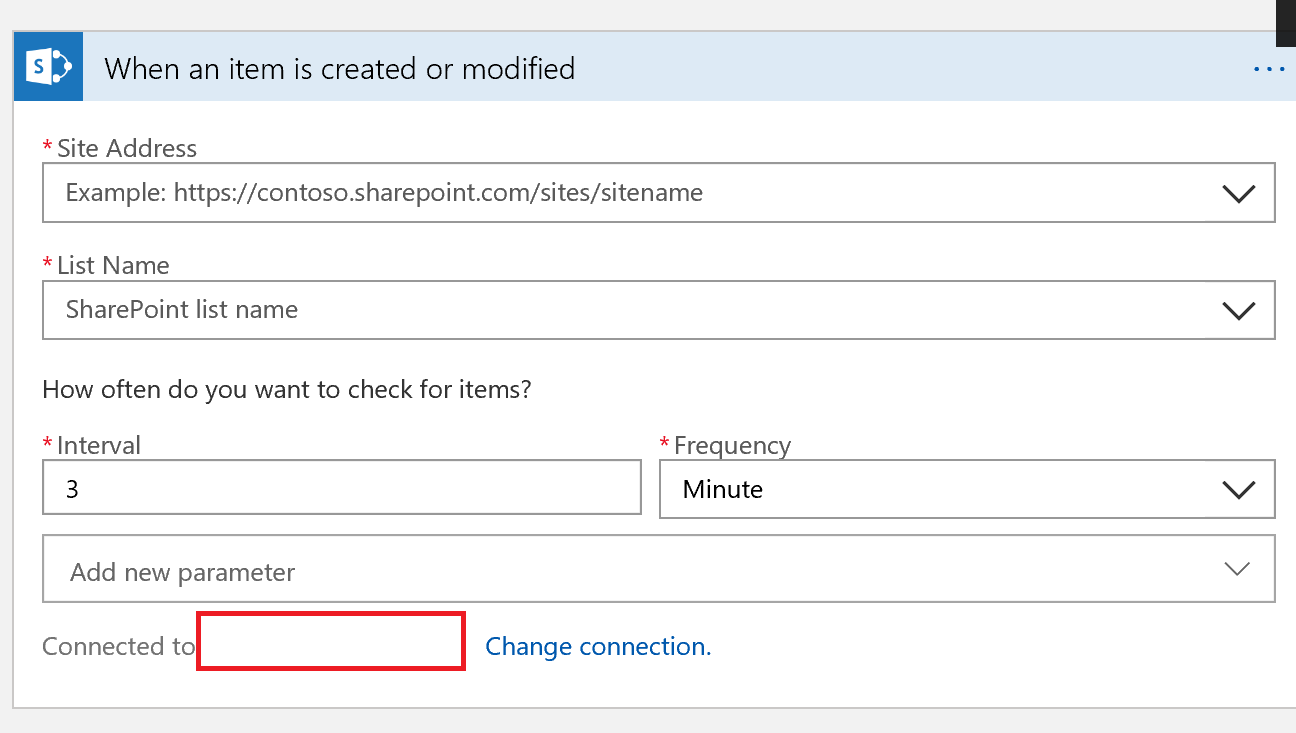 S
When an item is created or modified
...
* Site Address
Example: https://contoso.sharepoint.com/sites/sitename
* List Name
SharePoint list name
How often do you want to check for items?
* Interval
* Frequency
3
Minute
Add new parameter
Connected to
Change connection.